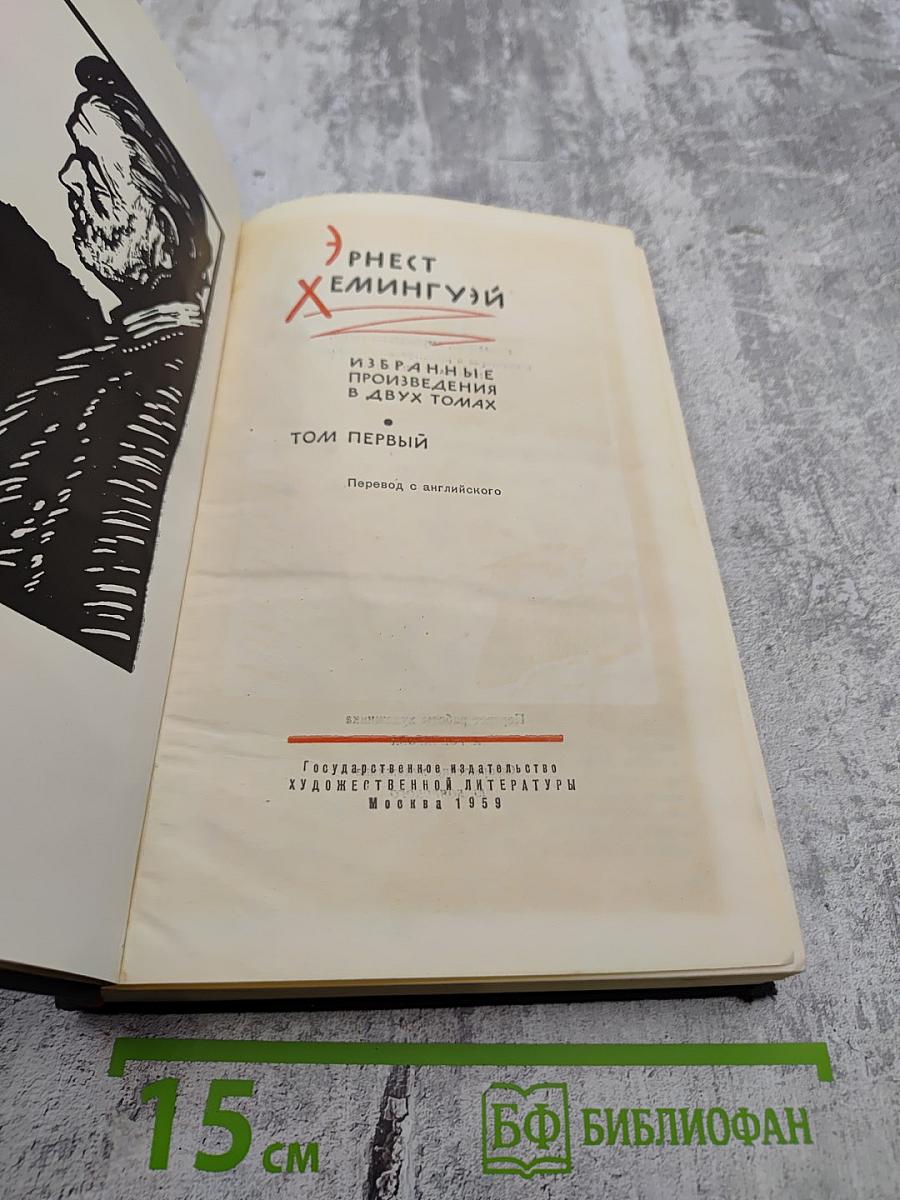 Эрнест
Хемингуэй
ИЗБРАННЫЕ
ПРОИЗВЕДЕНИЯ
В ДВУХ ТОМАХ
ТОМ ПЕРВЫЙ
Перевод с английского
Государственное издательство
ХУДОЖЕСТВЕННОЙ ЛИТЕРАТУРЫ
Москва 1959
15 см
БФ БИБЛИОФАН